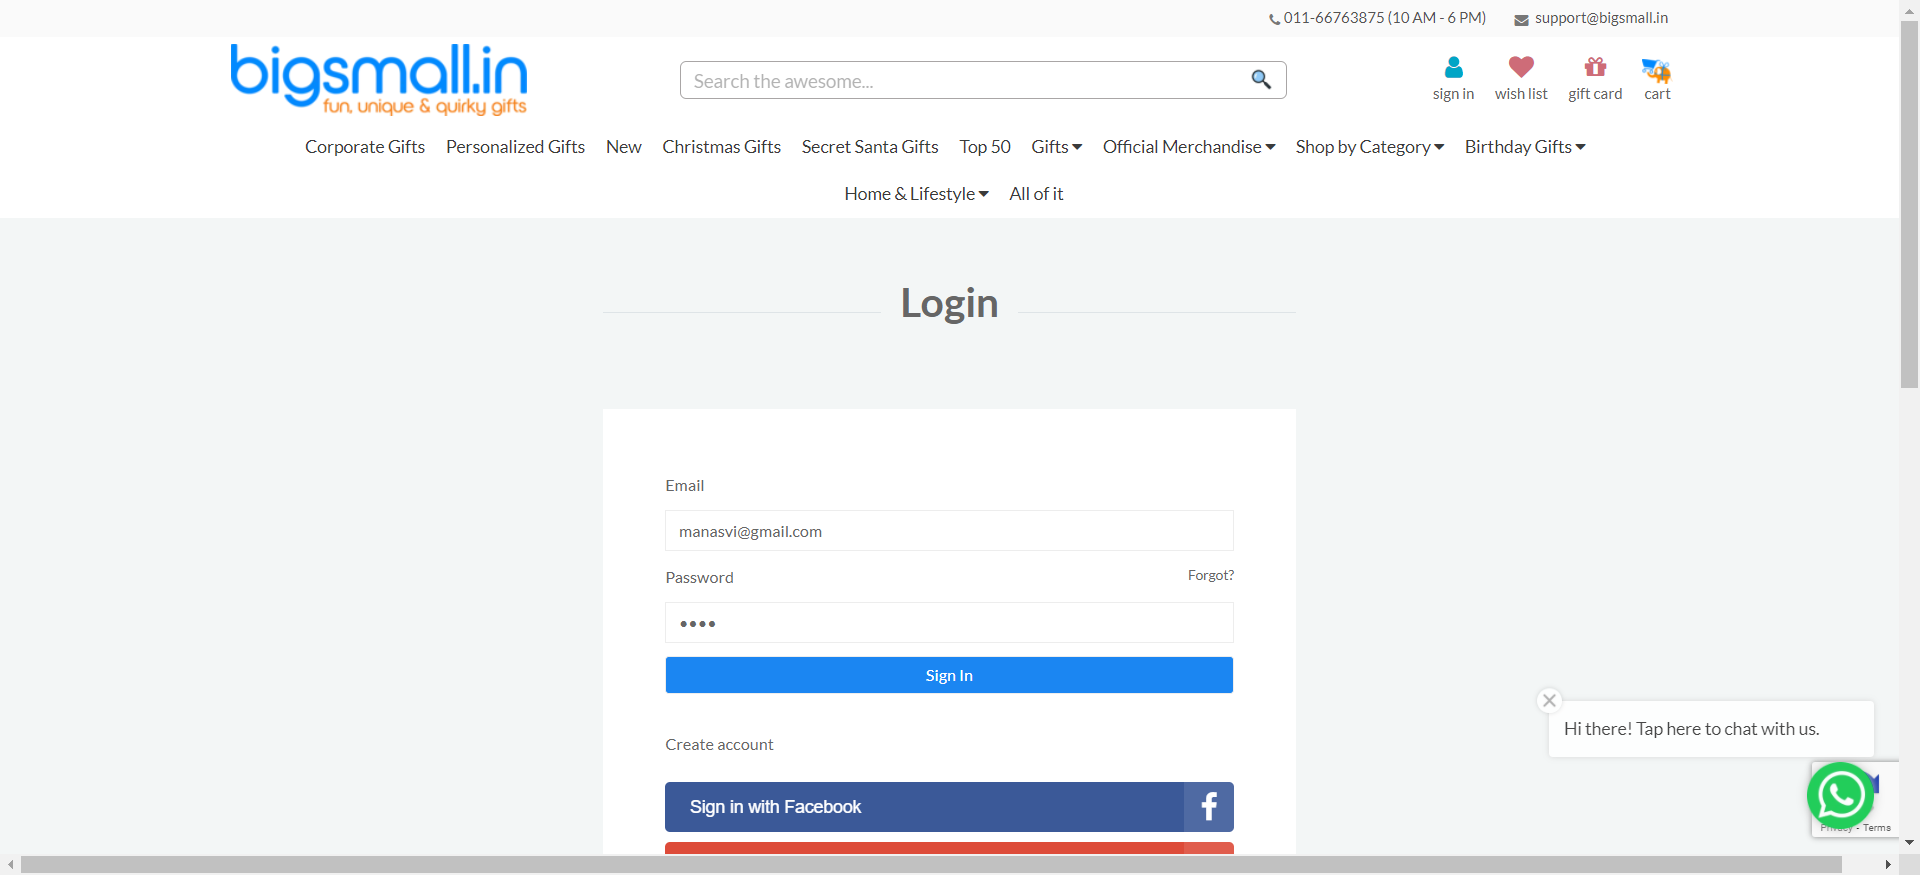 011-66763875 (10 AM - 6 PM) support@bigsmall.in
bigsmall.in
fun, unique & quirky gifts
Search the awesome...
sign in wish list gift card cart
Corporate Gifts Personalized Gifts New Christmas Gifts Secret Santa Gifts Top 50 Gifts Official Merchandise Shop by Category Birthday Gifts
Home & Lifestyle All of it
Login
Email
manasvi@gmail.com
Password Forgot?
••••
Sign In
Create account
Sign in with Facebook
Hi there! Tap here to chat with us.
Privacy - Terms